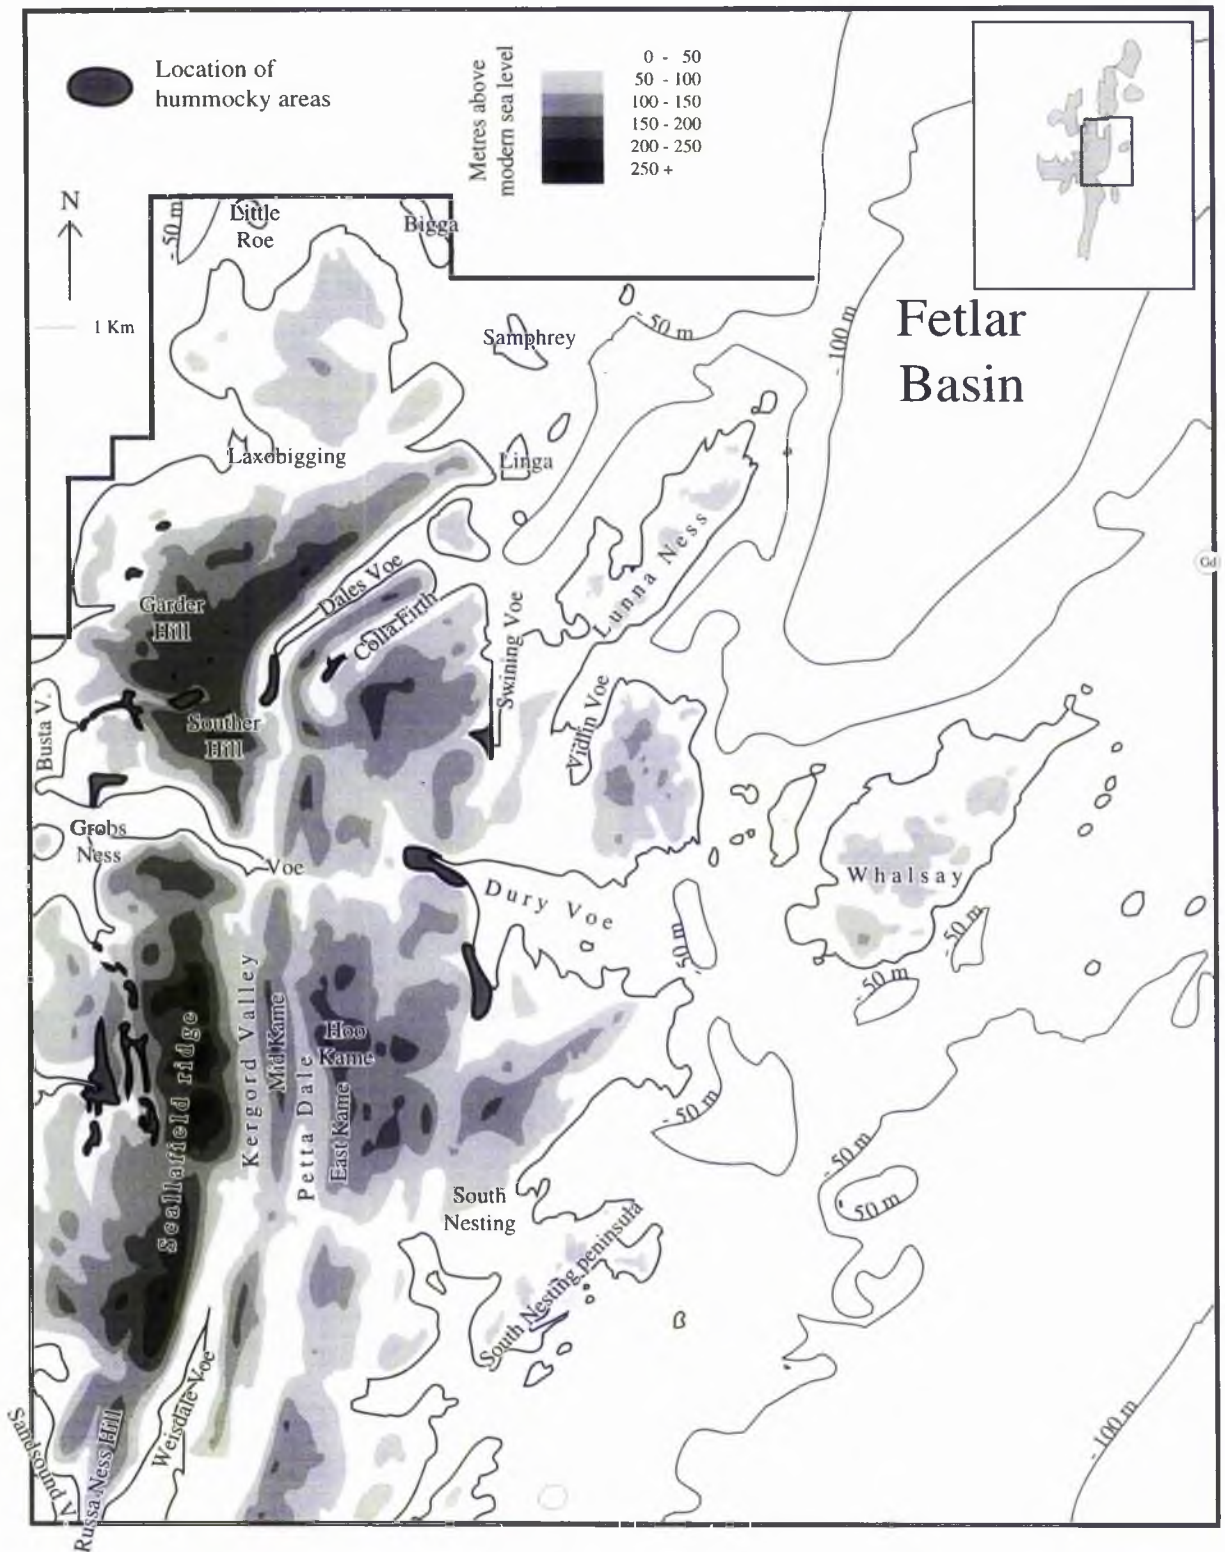 Location of
hummocky areas
Metres above
modern sea level
0 - 50
50 - 100
100 - 150
150 - 200
200 - 250
250 +
N
1 Km
- 50 m
Little
Roe
Bigga
Samphrey
- 50 m
- 100 m
Fetlar
Basin
Laxobigging
Linga
Lunna Ness
Dales Voe
Colla Firth
Garder
Hill
Swining Voe
Busta V.
Souther
Hill
Vidlin Voe
Grobs
Ness
Voe
Dury Voe
Whalsay
- 50 m
- 50 m
- 50 m
Kergord Valley
Mid Kame
Hoo
Kame
Scallafield ridge
Petta Dale
East Kame
- 50 m
- 50 m
50 m
South
Nesting
South Nesting peninsula
Weisdale Voe
Sandsound V.
Russa Ness Hill
- 100 m